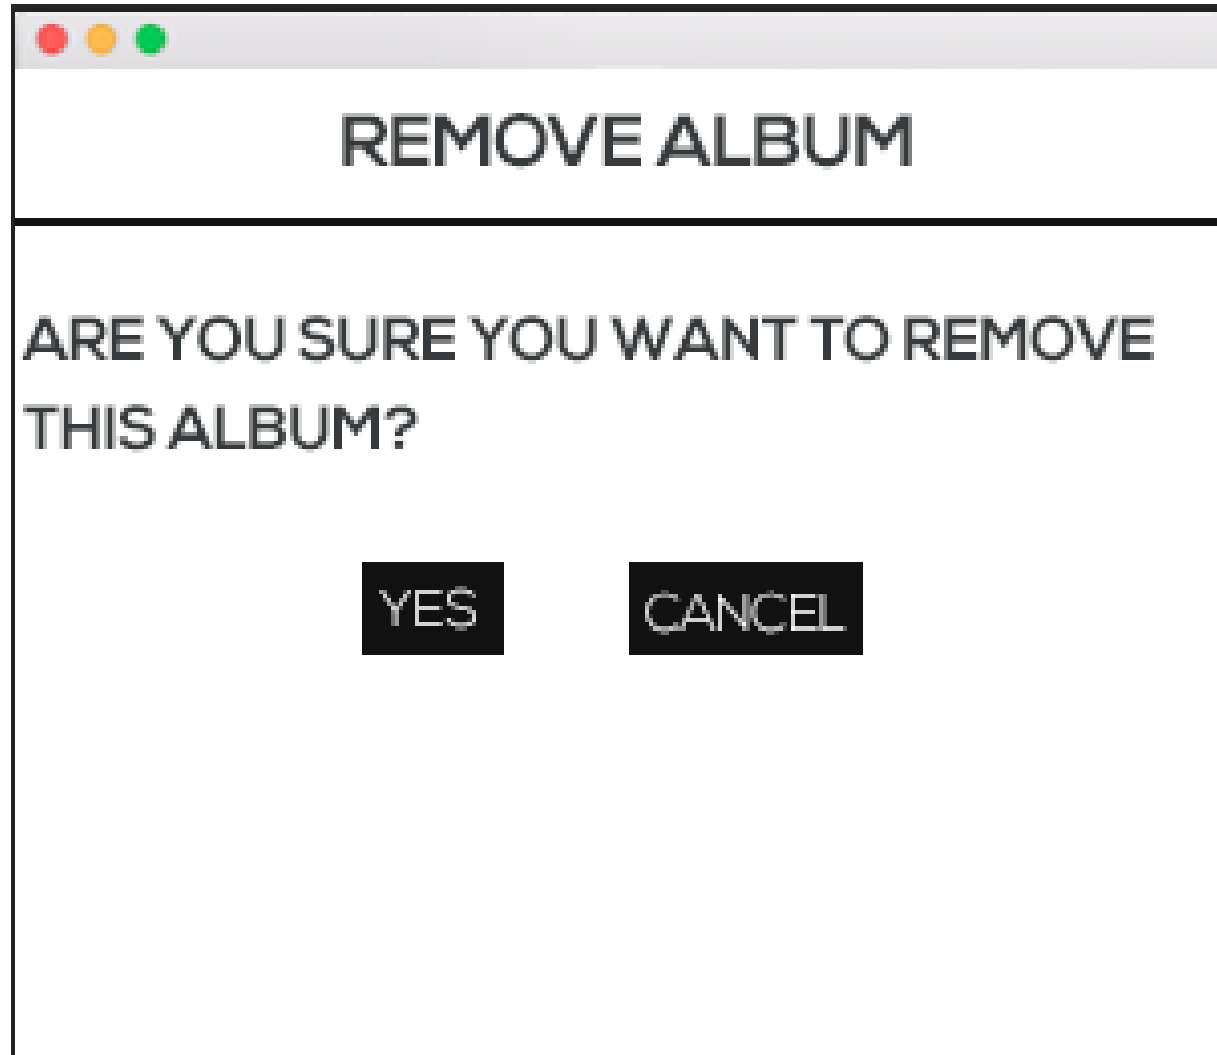 REMOVE ALBUM
ARE YOU SURE YOU WANT TO REMOVE
THIS ALBUM?
YES
CANCEL